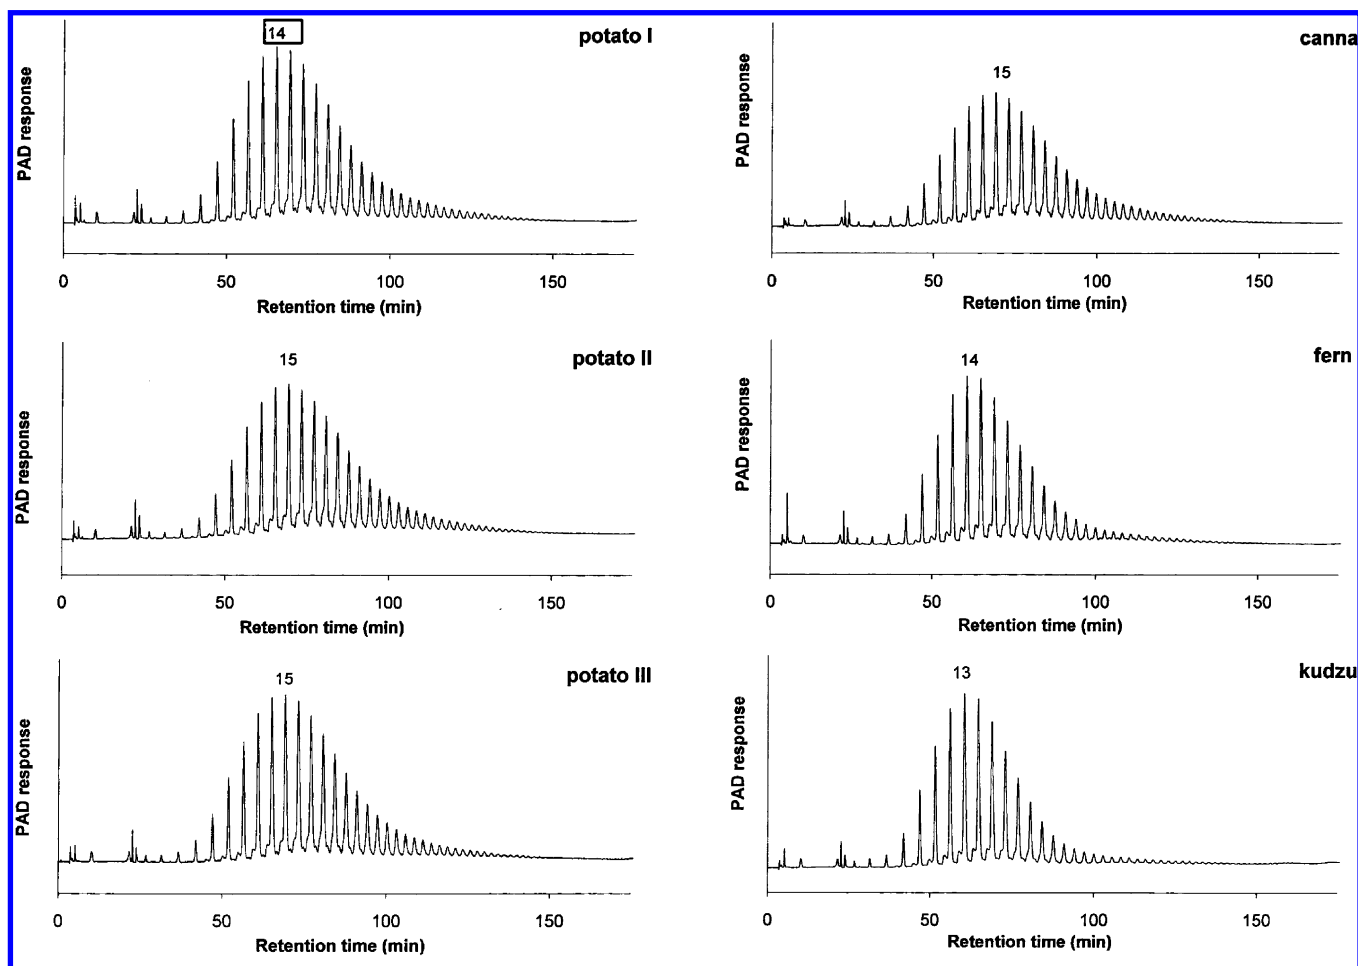 14
potato I
PAD response
0 50 100 150
Retention time (min)
15
canna
PAD response
0 50 100 150
Retention time (min)
15
potato II
PAD response
0 50 100 150
Retention time (min)
14
fern
PAD response
0 50 100 150
Retention time (min)
15
potato III
PAD response
0 50 100 150
Retention time (min)
13
kudzu
PAD response
0 50 100 150
Retention time (min)